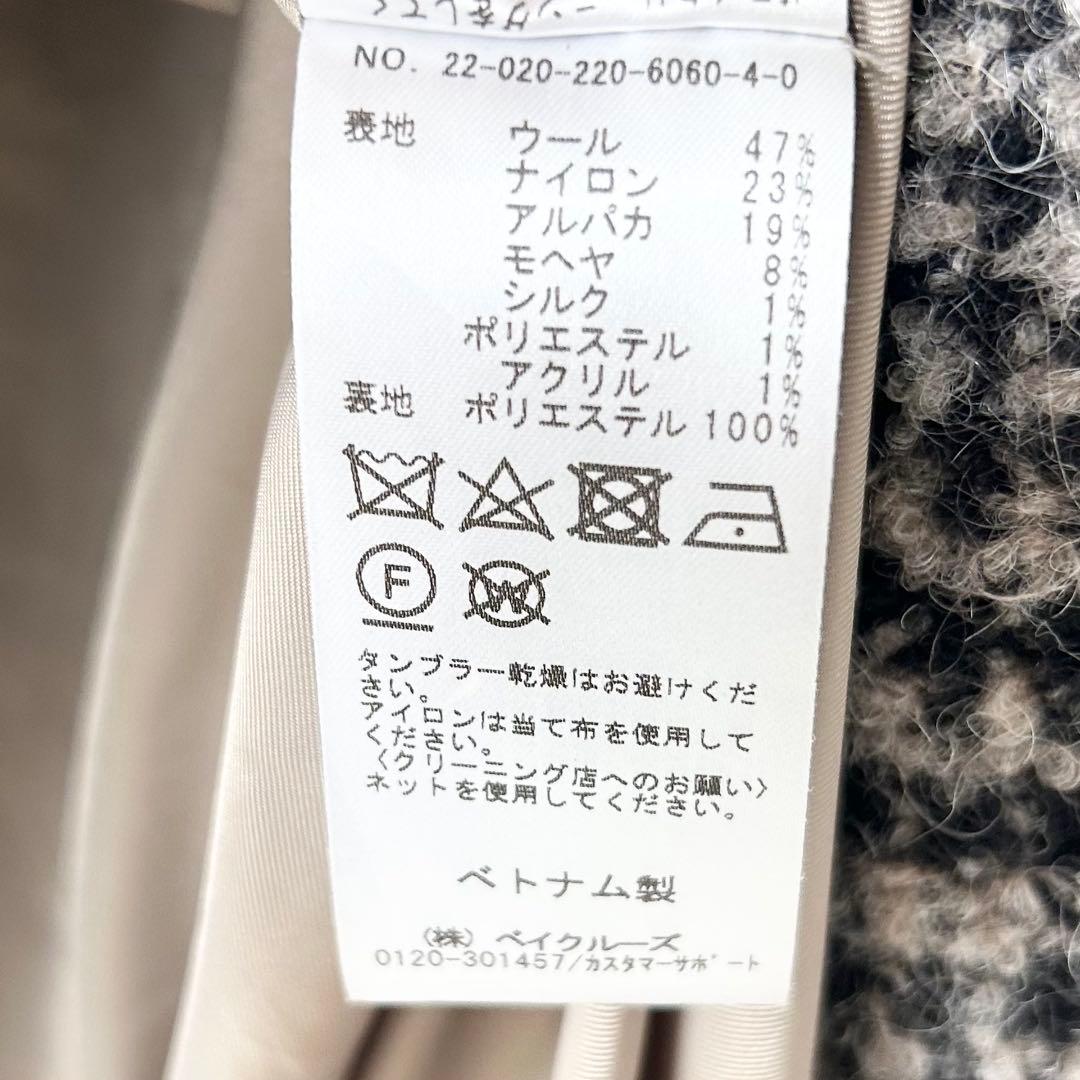 NO. 22-020-220-6060-4-0
表地 ウール 47%
ナイロン 23%
アルパカ 19%
モヘヤ 8%
シルク 1%
ポリエステル 1%
アクリル 1%
裏地 ポリエステル 100%
F
W
タンブラー乾燥はお避けくだ
さい。
アイロンは当て布を使用して
ください。
〈クリーニング店へのお願い〉
ネットを使用してください。
ベトナム製
(株) ベイクルーズ
0120-301457/カスタマーサポート